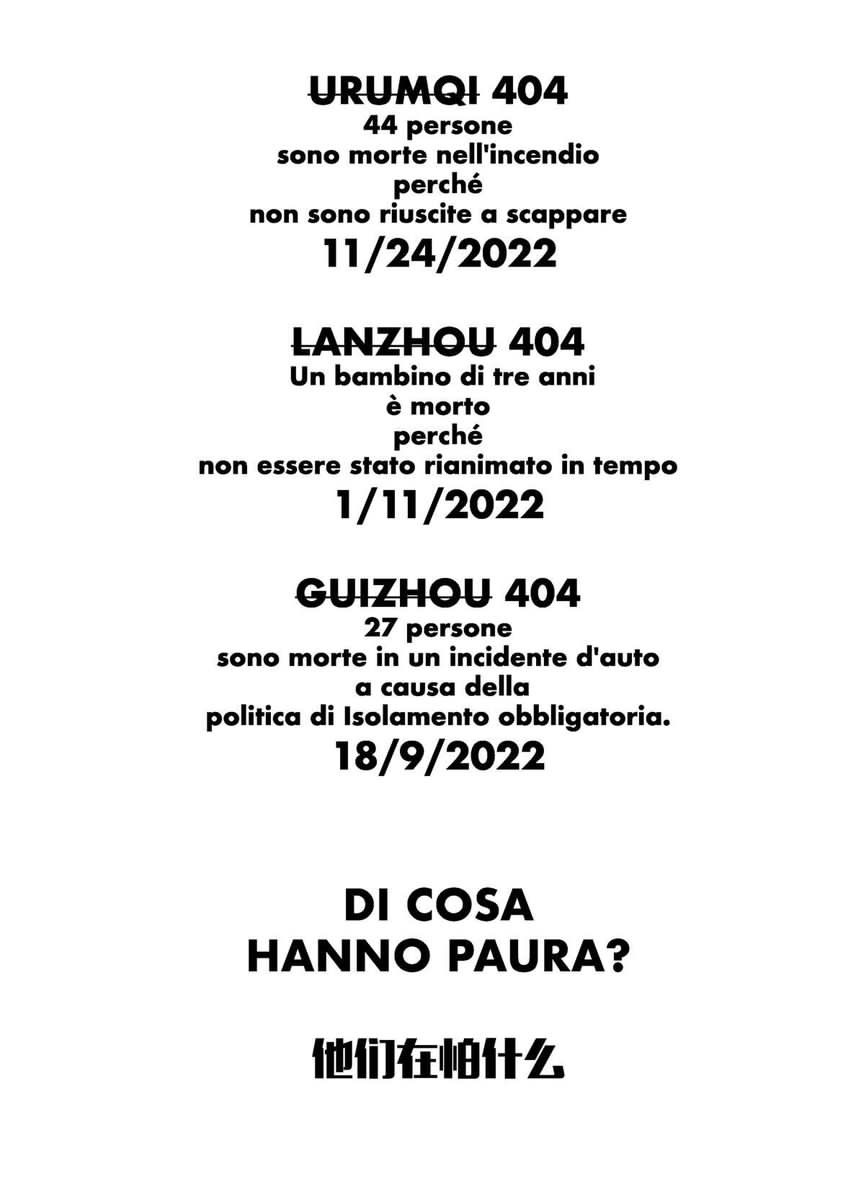 URUMQI 404
44 persone
sono morte nell'incendio
perché
non sono riuscite a scappare
11/24/2022
LANZHOU 404
Un bambino di tre anni
è morto
perché
non essere stato rianimato in tempo
1/11/2022
GUIZHOU 404
27 persone
sono morte in un incidente d'auto
a causa della
politica di Isolamento obbligatoria.
18/9/2022
DI COSA
HANNO PAURA?
他们在怕什么